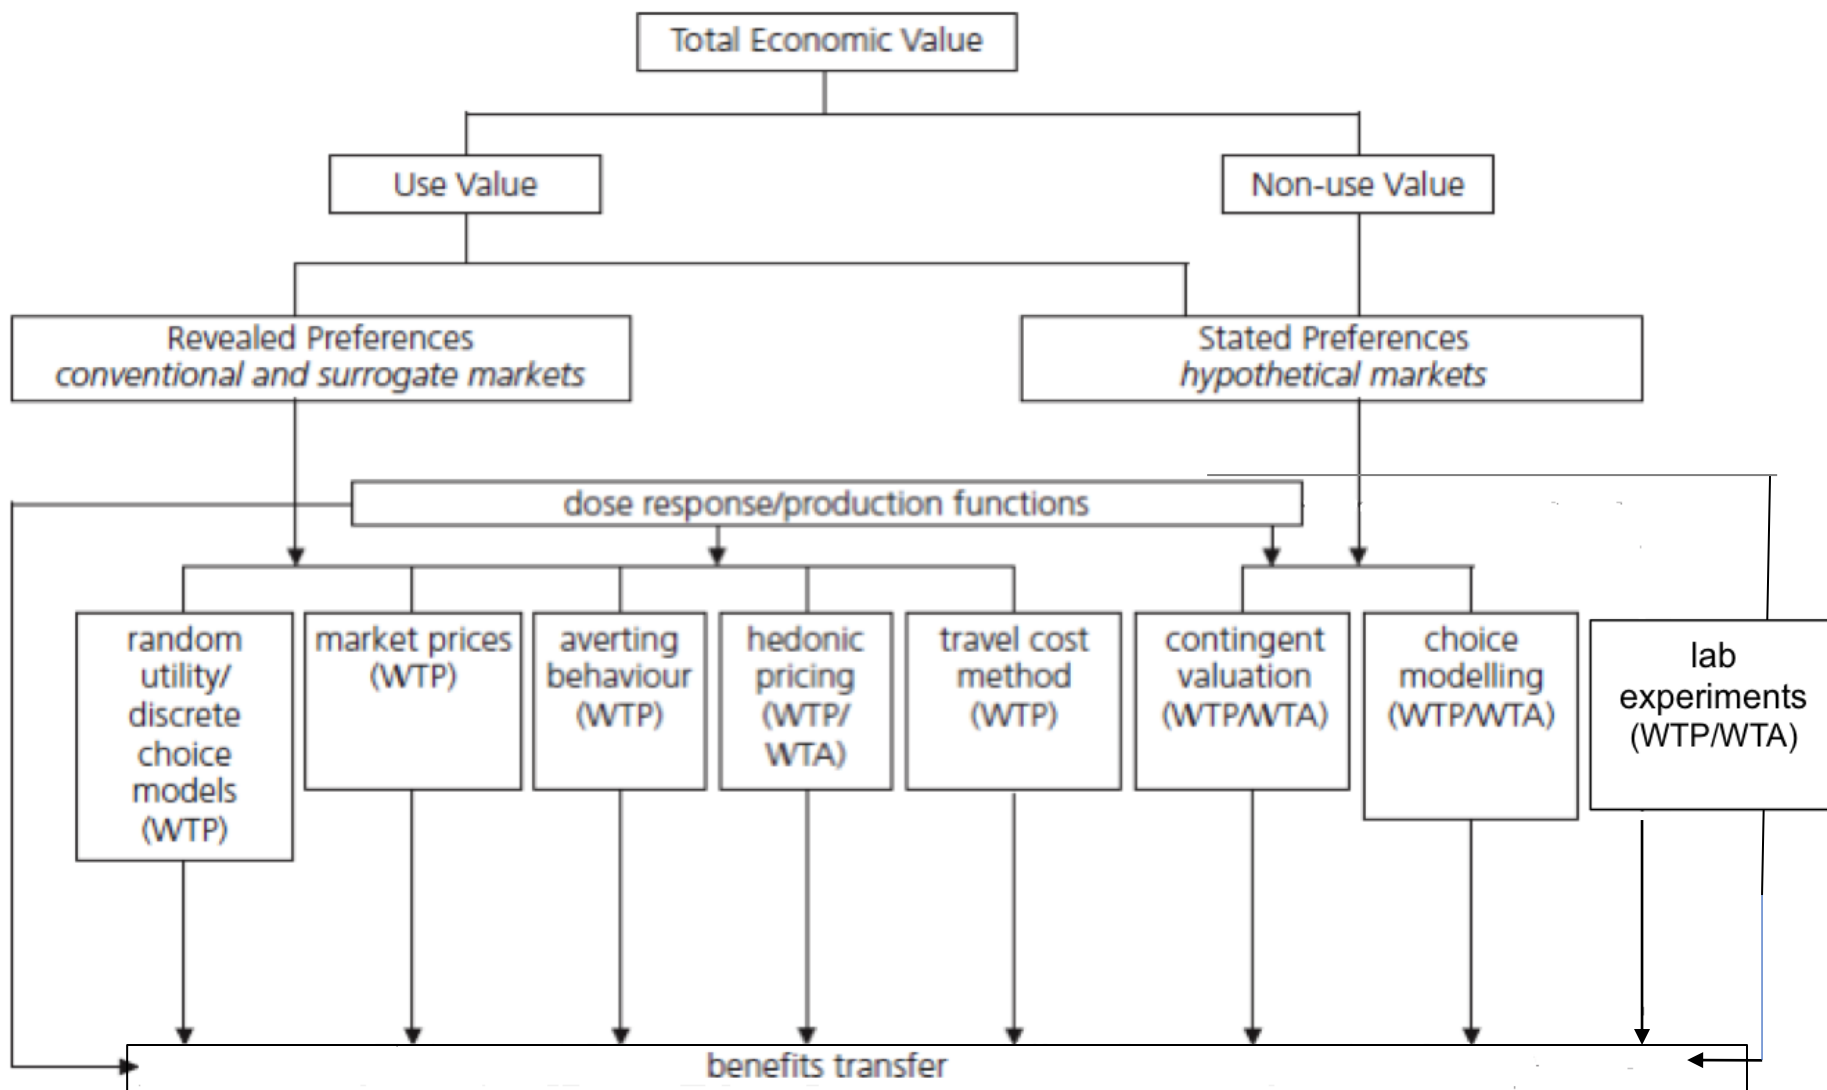 Total Economic Value
Use Value
Non-use Value
Revealed Preferences
conventional and surrogate markets
Stated Preferences
hypothetical markets
dose response/production functions
random
utility/
discrete
choice
models
(WTP)
market prices
(WTP)
averting
behaviour
(WTP)
hedonic
pricing
(WTP/
WTA)
travel cost
method
(WTP)
contingent
valuation
(WTP/WTA)
choice
modelling
(WTP/WTA)
lab
experiments
(WTP/WTA)
benefits transfer